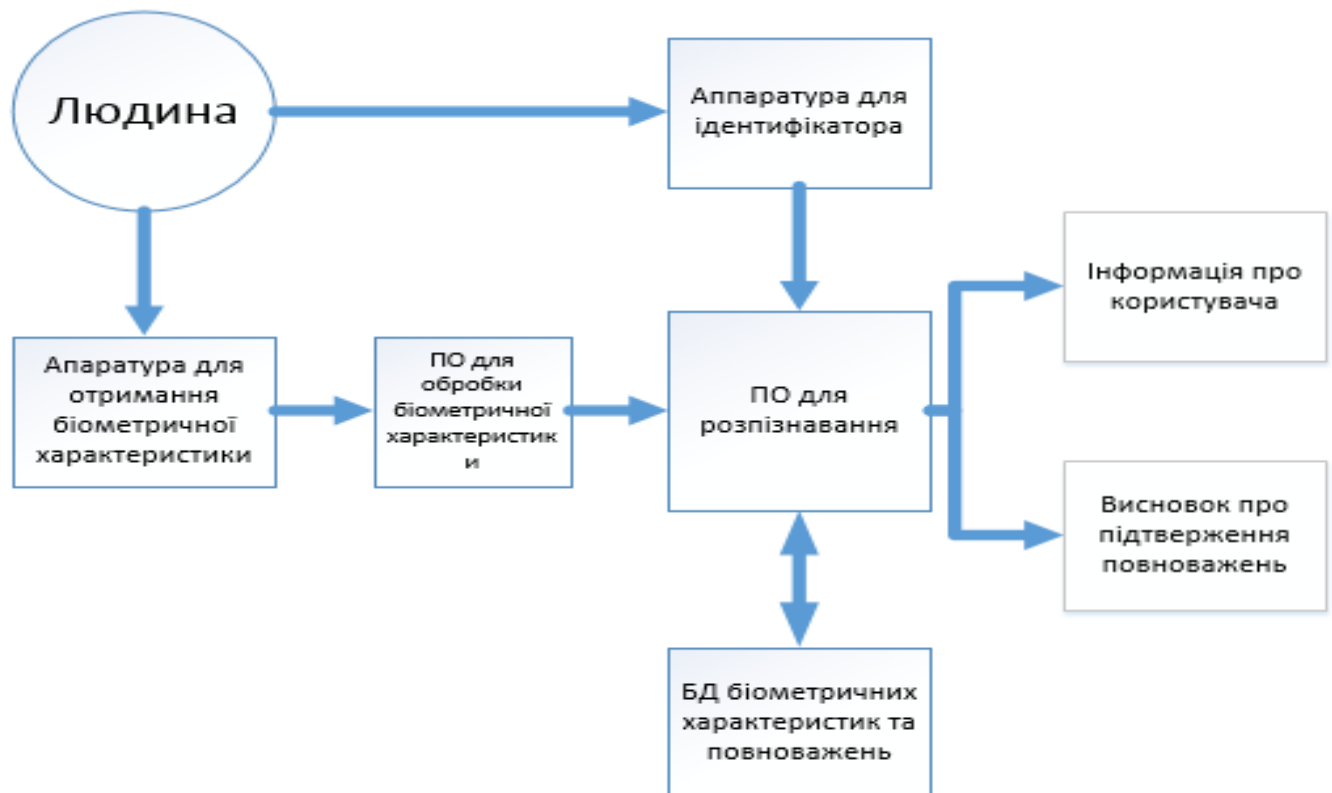 Людина
Аппаратура для
ідентифікатора
Інформація про
користувача
Апаратура для
отримання
біометричної
характеристики
ПО для
обробки
біометричної
характеристик
и
ПО для
розпізнавання
Висновок про
підтверження
повноважень
БД біометричних
характеристик та
повноважень